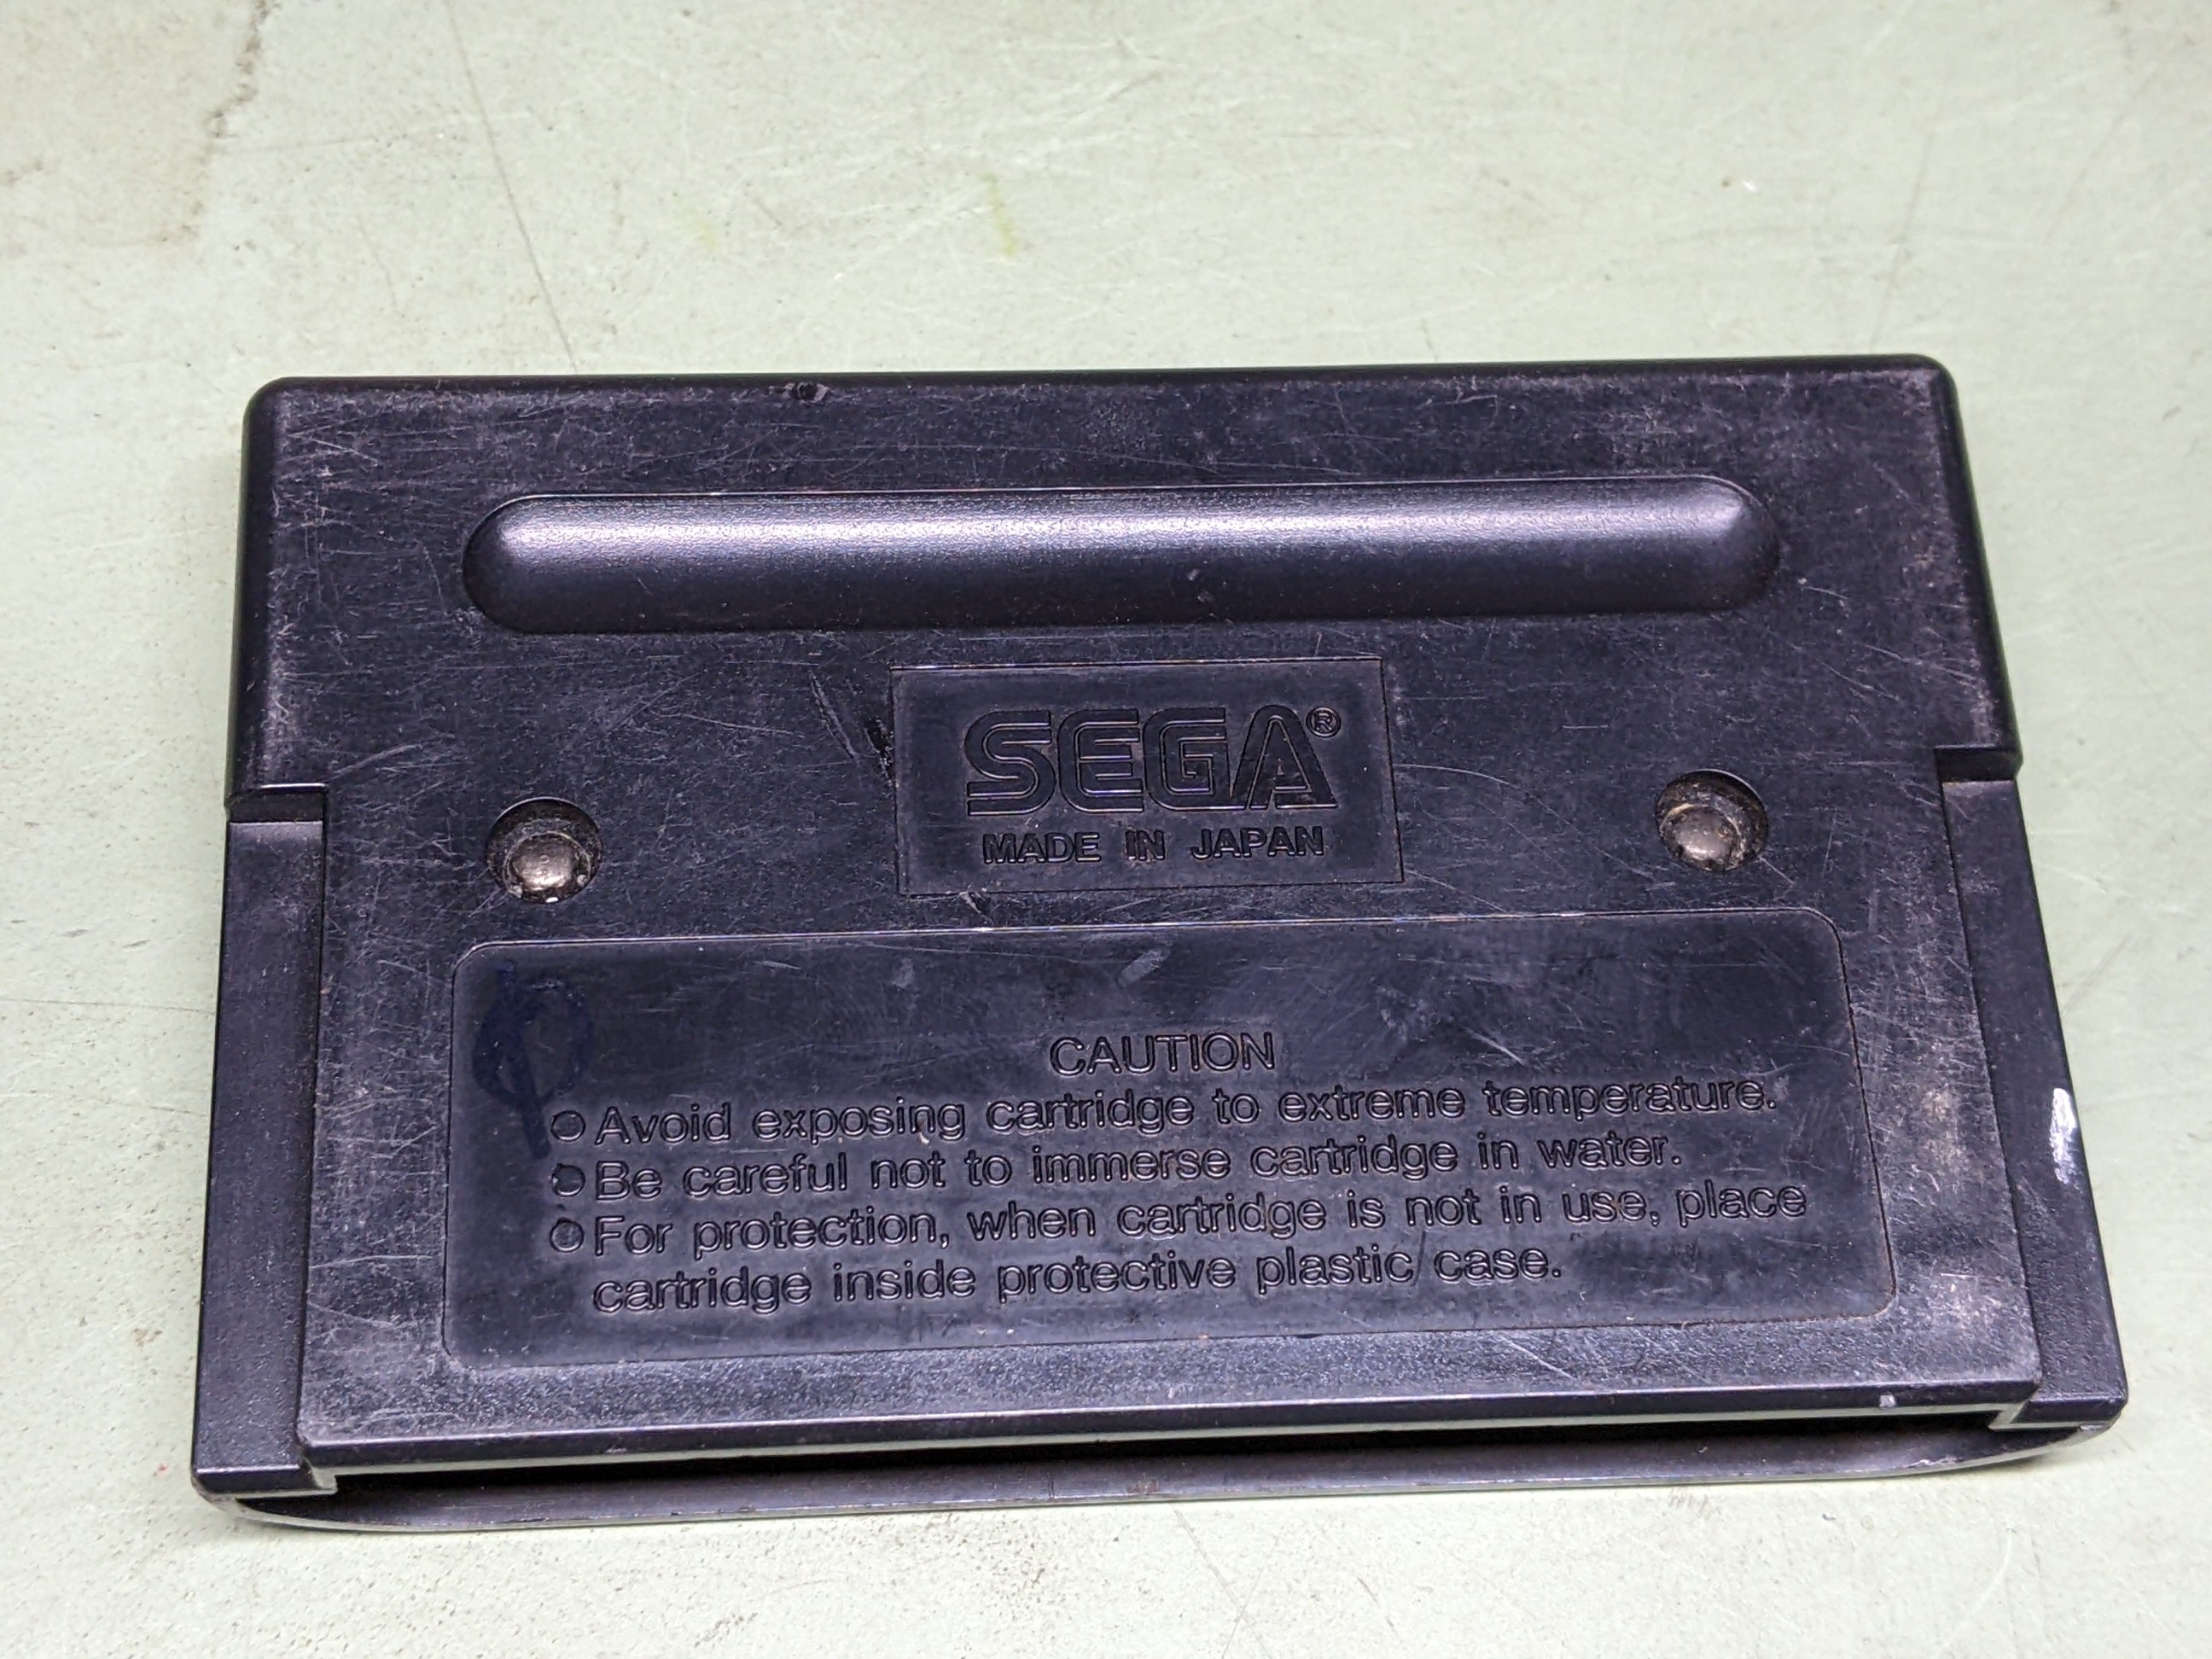 SEGA®
MADE IN JAPAN
CAUTION
○ Avoid exposing cartridge to extreme temperature.
○ Be careful not to immerse cartridge in water.
○ For protection, when cartridge is not in use, place
cartridge inside protective plastic case.